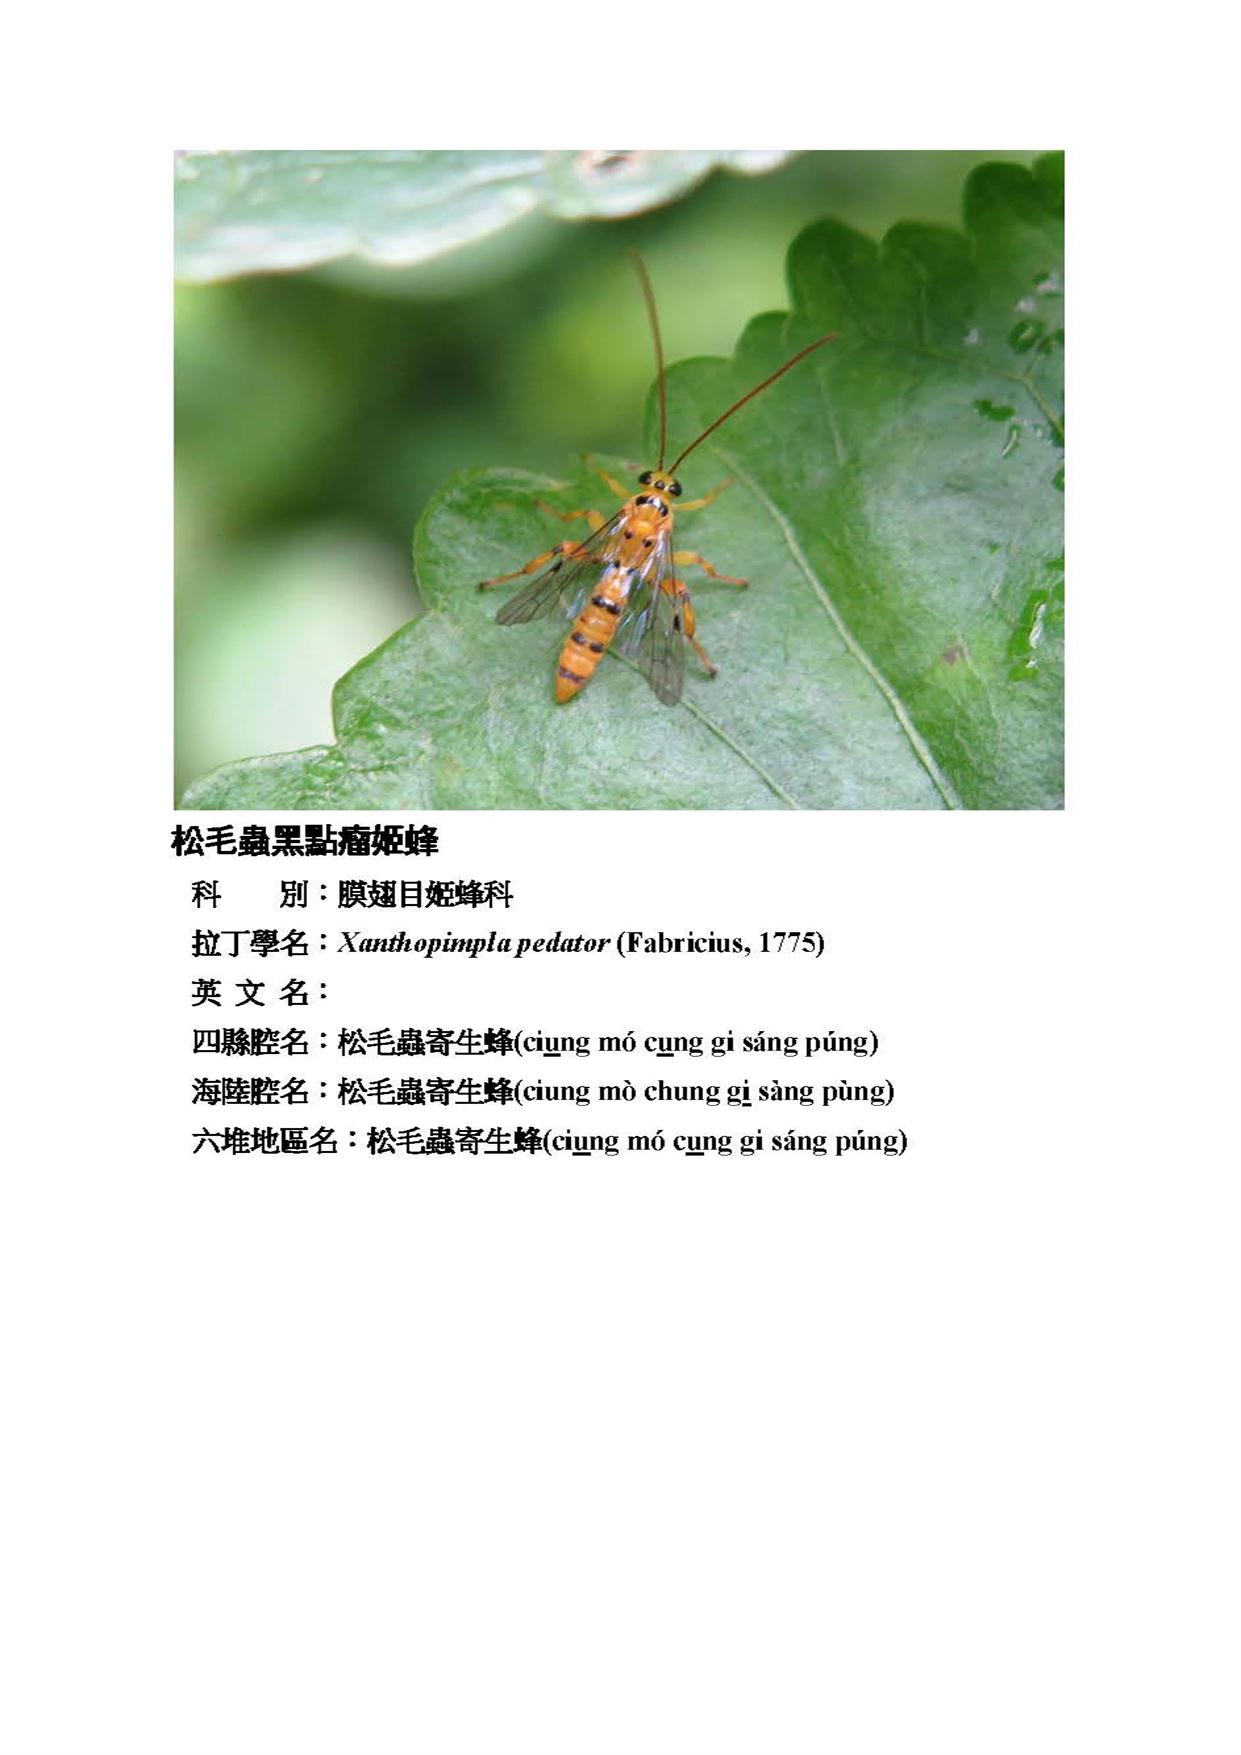 松毛蟲黑點瘤姬蜂
科　　別：膜翅目姬蜂科
拉丁學名：Xanthopimpla pedator (Fabricius, 1775)
英 文 名：
四縣腔名：松毛蟲寄生蜂(ciung mó cung gi sáng púng)
海陸腔名：松毛蟲寄生蜂(ciung mò chung gi sàng pùng)
六堆地區名：松毛蟲寄生蜂(ciung mó cung gi sáng púng)